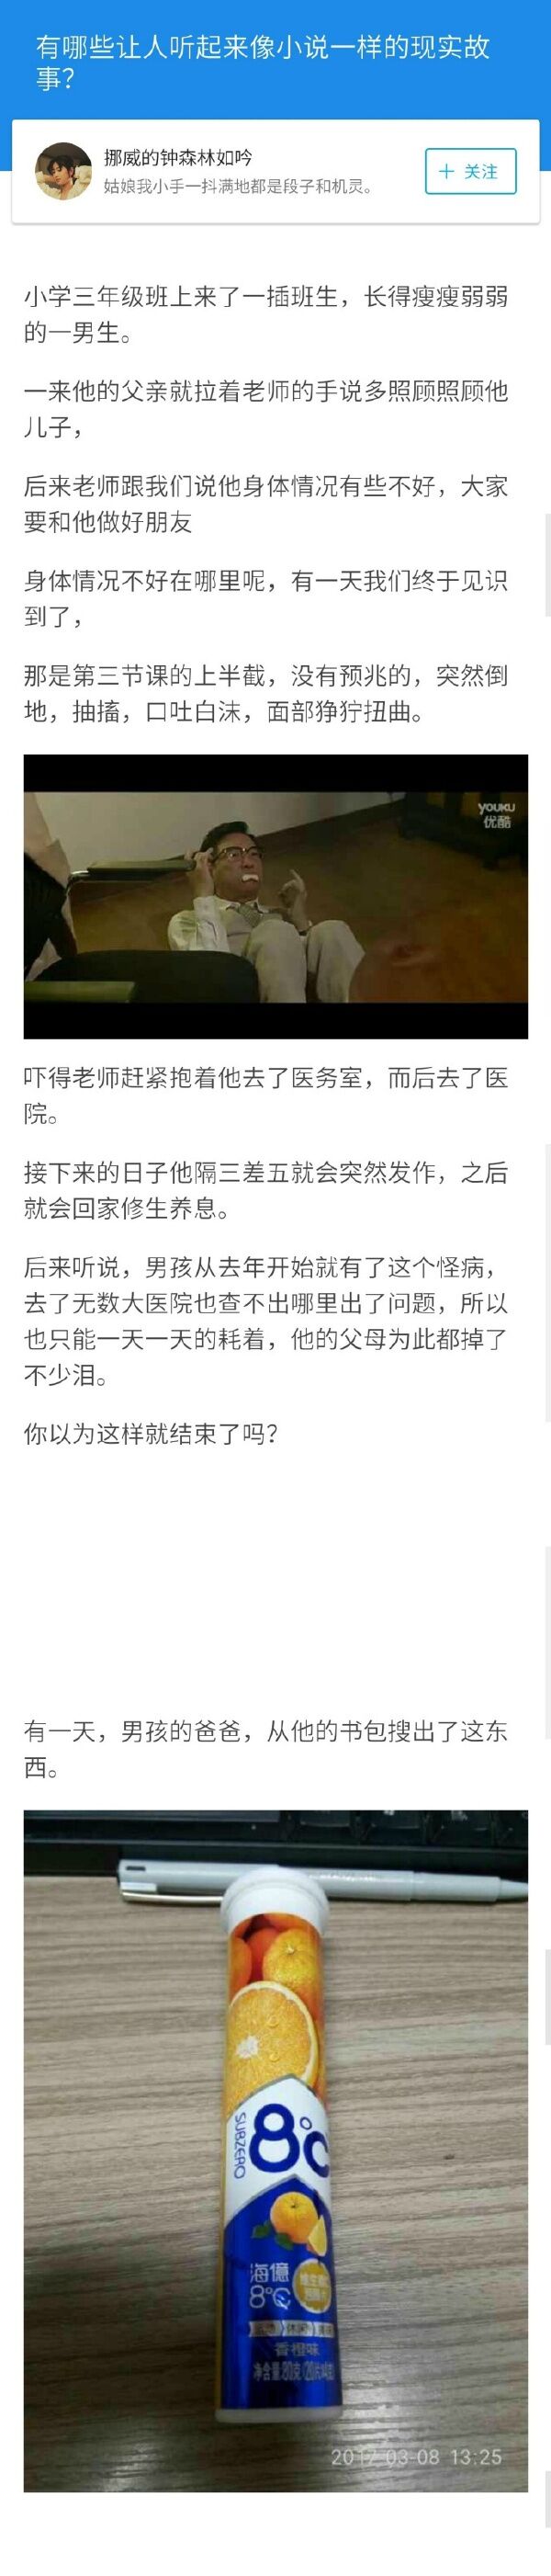 有哪些让人听起来像小说一样的现实故
事？
挪威的钟森林如吟
姑娘我小手一抖满地都是段子和机灵。
＋ 关注
小学三年级班上来了一插班生，长得瘦瘦弱弱
的一男生。
一来他的父亲就拉着老师的手说多照顾照顾他
儿子，
后来老师跟我们说他身体情况有些不好，大家
要和他做好朋友
身体情况不好在哪里呢，有一天我们终于见识
到了，
那是第三节课的上半截，没有预兆的，突然倒
地，抽搐，口吐白沫，面部狰狞扭曲。
YOUKU
优酷
吓得老师赶紧抱着他去了医务室，而后去了医
院。
接下来的日子他隔三差五就会突然发作，之后
就会回家修生养息。
后来听说，男孩从去年开始就有了这个怪病，
去了无数大医院也查不出哪里出了问题，所以
也只能一天一天的耗着，他的父母为此都掉了
不少泪。
你以为这样就结束了吗？
有一天，男孩的爸爸，从他的书包搜出了这东
西。
SUBZERO
8°C
海億
8°C
香橙味
2017-03-08 13:25